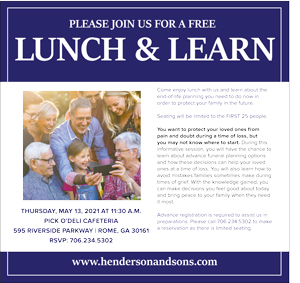 PLEASE JOIN US FOR A FREE
LUNCH & LEARN
Come enjoy lunch with us and learn about the
end-of-life planning you need to do now in
order to protect your family in the future.
Seating will be limited to the FIRST 25 people.
You want to protect your loved ones from
pain and doubt during a time of loss, but
you may not know where to start. During this
informative session, you will have the chance to
learn about advance funeral planning options
and how these decisions can help your loved
ones at a time of loss. You will also learn how to
avoid mistakes families sometimes make during
times of grief. With the knowledge gained, you
can make decisions you feel good about today
and bring peace to your family when they need
it most.
Advance registration is required to assist us in
preparations. Please call 706.234.5302 to make
a reservation as there is limited seating.
THURSDAY, MAY 13, 2021 AT 11:30 A.M.
PICK O'DELI CAFETERIA
595 RIVERSIDE PARKWAY | ROME, GA 30161
RSVP: 706.234.5302
www.hendersonandsons.com